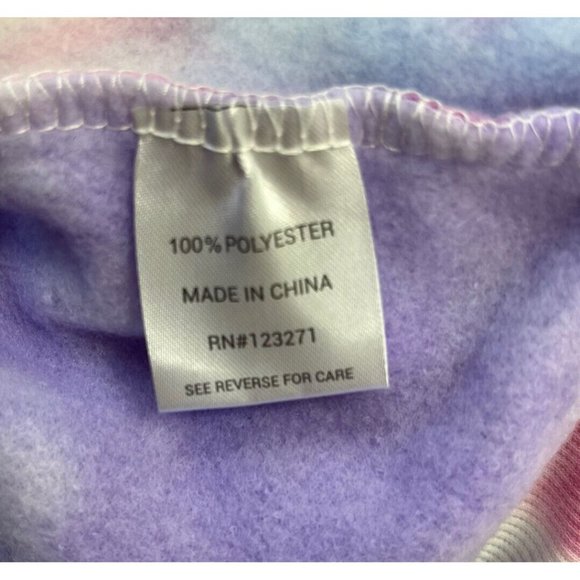 100% POLYESTER
MADE IN CHINA
RN#123271
SEE REVERSE FOR CARE